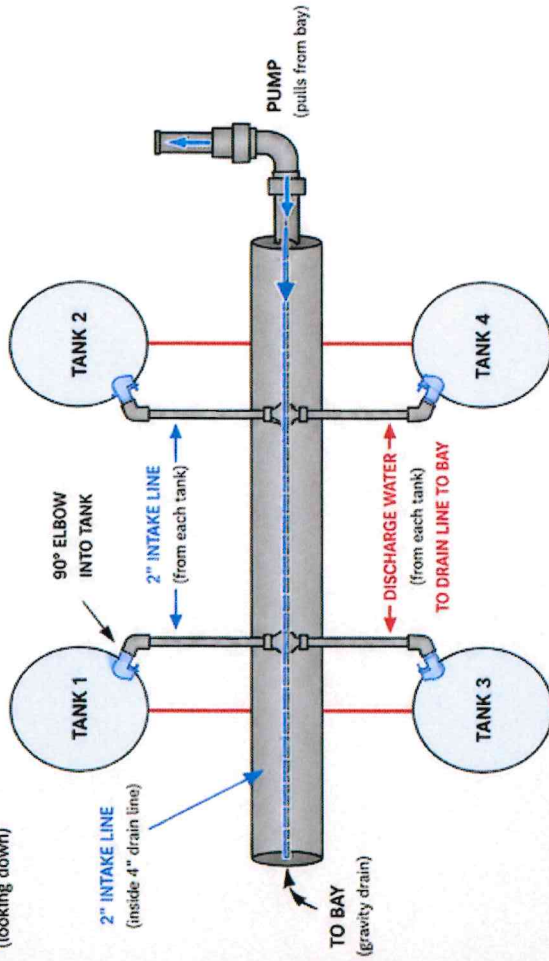 (looking down)
90° ELBOW
INTO TANK
TANK 1
TANK 2
2" INTAKE LINE
(from each tank)
2" INTAKE LINE
(inside 4" drain line)
PUMP
(pulls from bay)
TO BAY
(gravity drain)
DISCHARGE WATER
(from each tank)
TO DRAIN LINE TO BAY
TANK 3
TANK 4